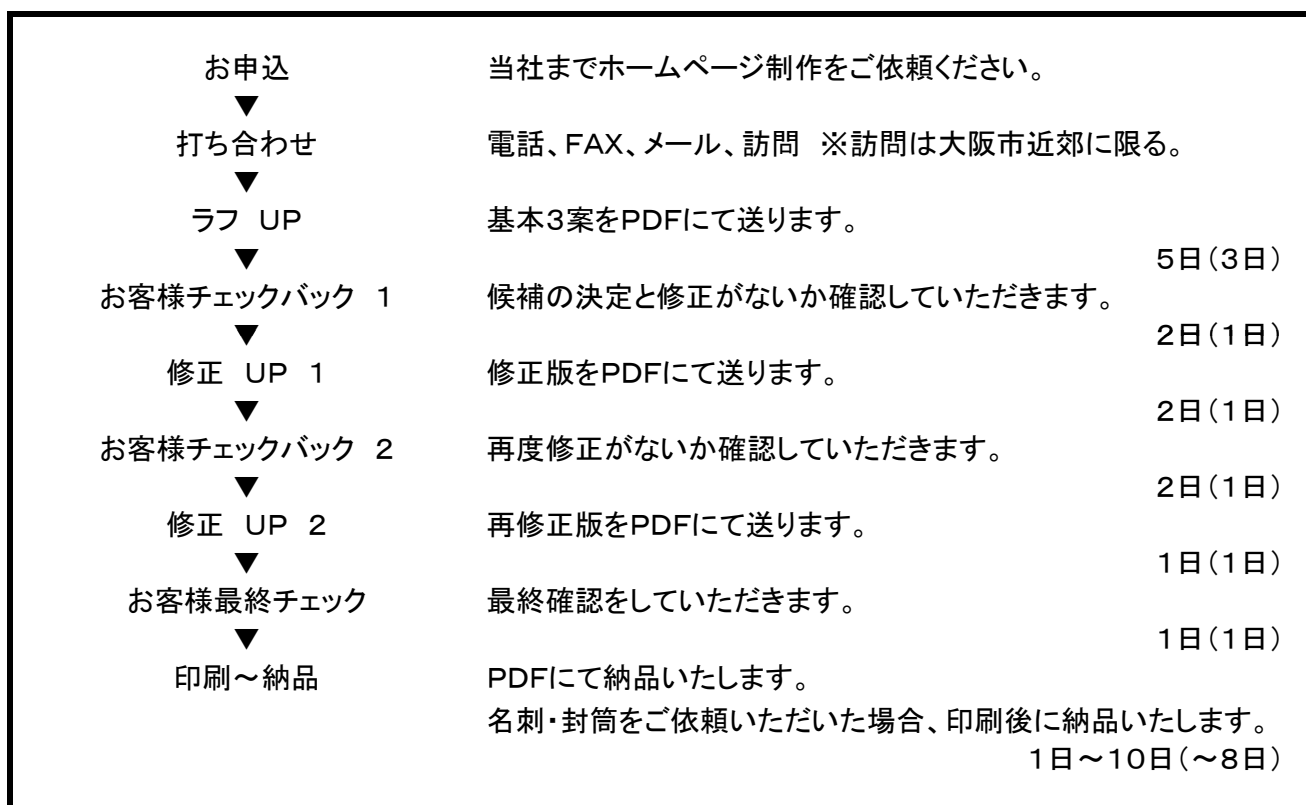 お申込 当社までホームページ制作をご依頼ください。
▼
打ち合わせ 電話、FAX、メール、訪問 ※訪問は大阪市近郊に限る。
▼
ラフ UP 基本3案をPDFにて送ります。
▼ 5日(3日)
お客様チェックバック 1 候補の決定と修正がないか確認していただきます。
▼ 2日(1日)
修正 UP 1 修正版をPDFにて送ります。
▼ 2日(1日)
お客様チェックバック 2 再度修正がないか確認していただきます。
▼ 2日(1日)
修正 UP 2 再修正版をPDFにて送ります。
▼ 1日(1日)
お客様最終チェック 最終確認をしていただきます。
▼ 1日(1日)
印刷~納品 PDFにて納品いたします。
名刺・封筒をご依頼いただいた場合、印刷後に納品いたします。
1日~10日(~8日)